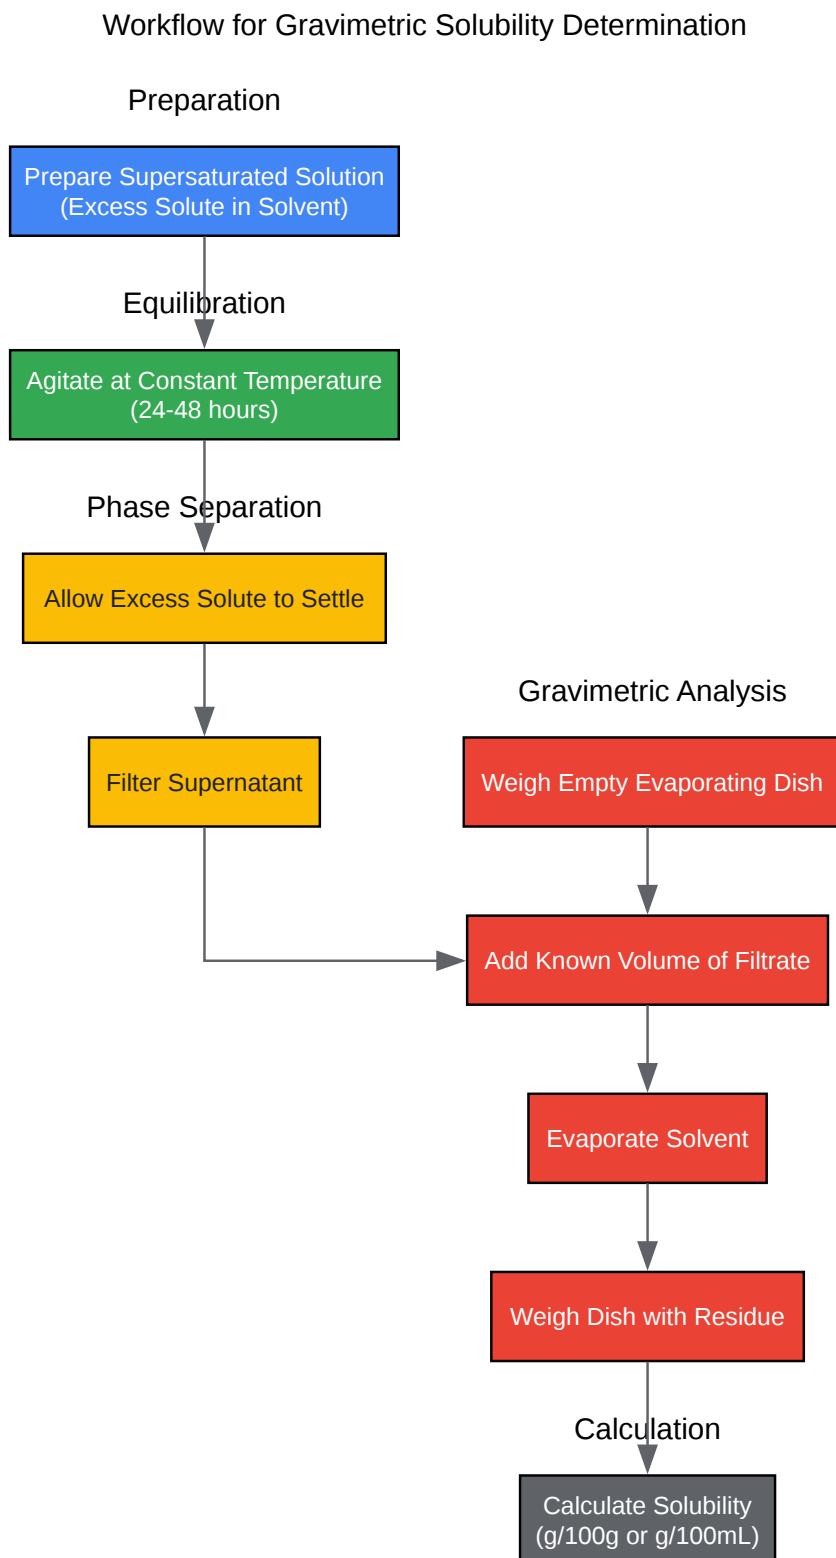 Workflow for Gravimetric Solubility Determination
Preparation
Prepare Supersaturated Solution
(Excess Solute in Solvent)
Equilibration
Agitate at Constant Temperature
(24-48 hours)
Phase Separation
Allow Excess Solute to Settle
Filter Supernatant
Gravimetric Analysis
Weigh Empty Evaporating Dish
Add Known Volume of Filtrate
Evaporate Solvent
Weigh Dish with Residue
Calculation
Calculate Solubility
(g/100g or g/100mL)